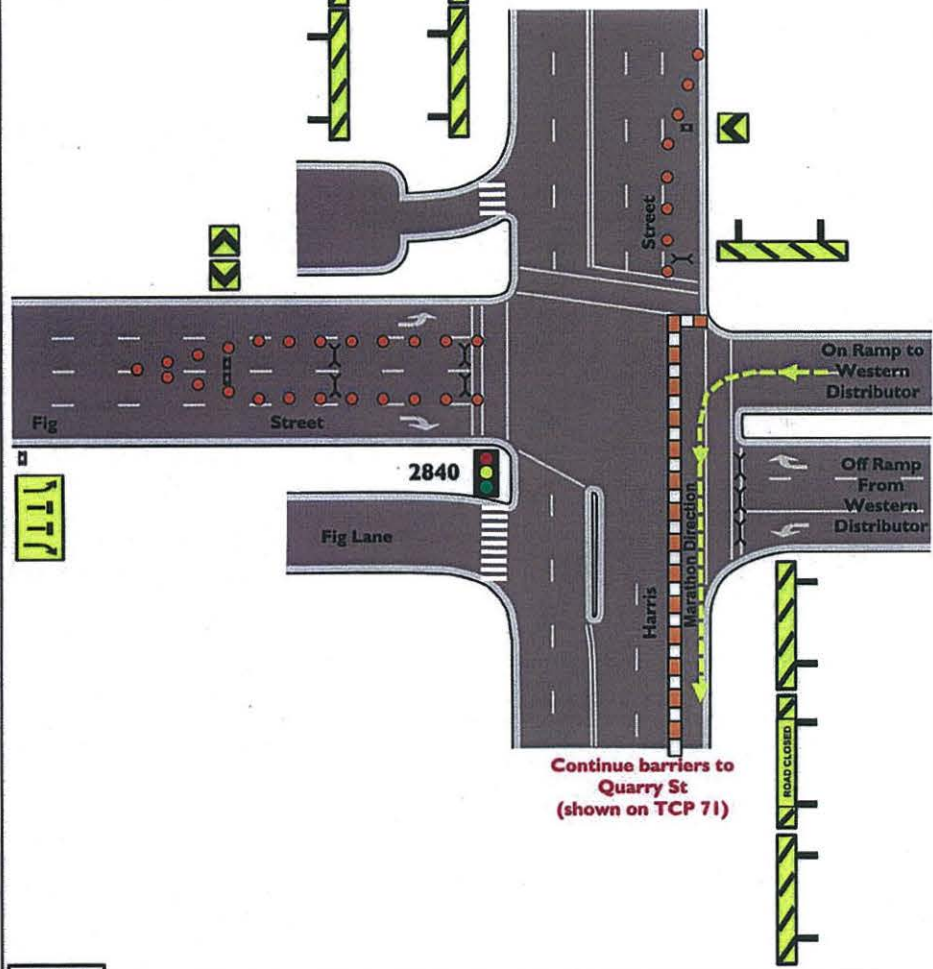 Street
On Ramp to
Western
Distributor
Fig
Street
2840
Off Ramp
From
Western
Distributor
Fig Lane
Harris
Marathon Direction
ROAD CLOSED
Continue barriers to
Quarry St
(shown on TCP 71)